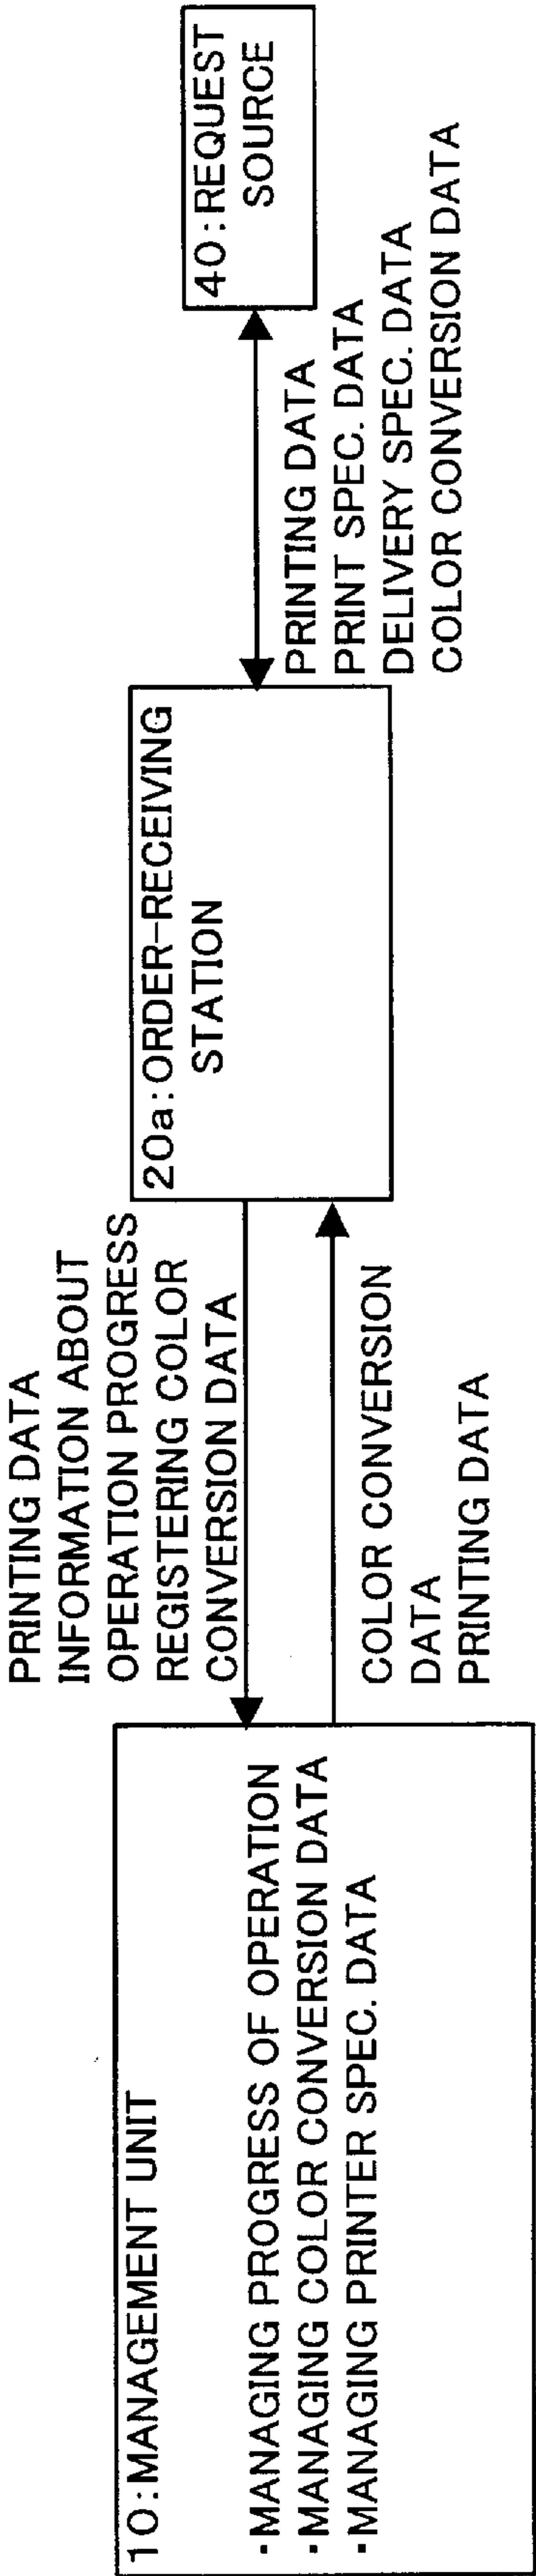 10:MANAGEMENT UNIT
·MANAGING PROGRESS OF OPERATION
·MANAGING COLOR CONVERSION DATA
·MANAGING PRINTER SPEC. DATA
PRINTING DATA
INFORMATION ABOUT
OPERATION PROGRESS
REGISTERING COLOR
CONVERSION DATA
COLOR CONVERSION
DATA
PRINTING DATA
20a:ORDER-RECEIVING
STATION
PRINTING DATA
PRINT SPEC. DATA
DELIVERY SPEC. DATA
COLOR CONVERSION DATA
40:REQUEST
SOURCE